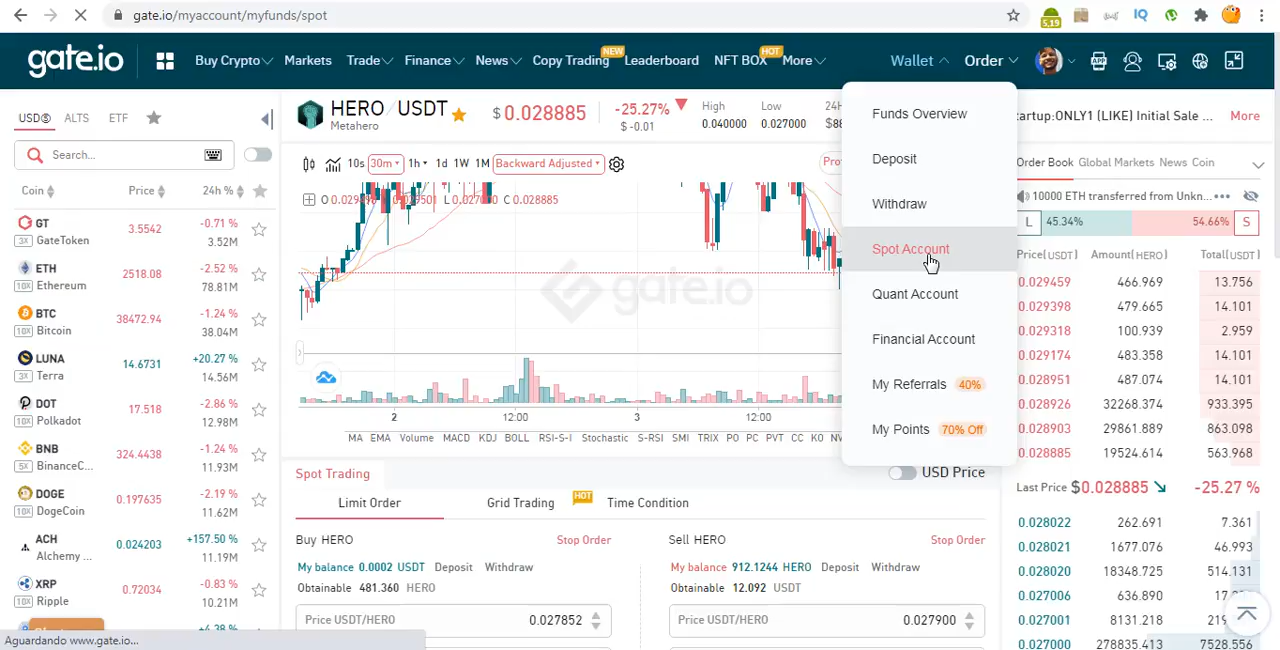 gate.io/myaccount/myfunds/spot
5.19
IQ
gate.io
Buy Crypto
Markets
Trade
Finance
News
Copy Trading
NEW
Leaderboard
NFT BOX
HOT
More
Wallet
Order
APP
USDⓈ
ALTS
ETF
Search...
Coin
Price
24h %
GT
3X GateToken
3.5542
-0.71 %
3.52M
ETH
10X Ethereum
2518.08
-2.52 %
78.81M
BTC
10X Bitcoin
38472.94
-1.24 %
38.04M
LUNA
3X Terra
14.6731
+20.27 %
14.56M
DOT
10X Polkadot
17.518
-2.86 %
12.98M
BNB
5X BinanceC...
324.4438
-1.24 %
11.93M
DOGE
10X DogeCoin
0.197635
-2.19 %
11.62M
ACH
Alchemy ...
0.024203
+157.50 %
11.19M
XRP
10X Ripple
0.72034
-0.83 %
10.21M
Aguardando www.gate.io...
HERO/USDT
Metahero
$0.028885
-25.27%
$ -0.01
High
0.040000
Low
0.027000
10s 30m 1h 1d 1W 1M Backward Adjusted
C 0.028885
gate.io
2 12:00 3 12:00
MA EMA Volume MACD KDJ BOLL RSI-S-I Stochastic S-RSI SMI TRIX PO PC PVT CC KO
Funds Overview
Deposit
Withdraw
Spot Account
Quant Account
Financial Account
My Referrals 40%
My Points 70% Off
USD Price
Spot Trading
Limit Order
Grid Trading
HOT
Time Condition
Buy HERO
Stop Order
My balance 0.0002 USDT Deposit Withdraw
Obtainable 481.360 HERO
Price USDT/HERO 0.027852
Sell HERO
Stop Order
My balance 912.1244 HERO Deposit Withdraw
Obtainable 12.092 USDT
Price USDT/HERO 0.027900
tartup:ONLY1 (LIKE) Initial Sale ...
More
Order Book Global Markets News Coin
10000 ETH transferred from Unkn...
L 45.34% 54.66% S
Price(USDT) Amount(HERO) Total(USDT)
0.029459 466.969 13.756
0.029398 479.665 14.101
0.029318 100.939 2.959
0.029174 483.358 14.101
0.028951 487.074 14.101
0.028926 32268.374 933.395
0.028903 29861.889 863.098
0.028885 19524.614 563.968
Last Price $0.028885 -25.27 %
0.028022 262.691 7.361
0.028021 1677.076 46.993
0.028020 18348.725 514.131
0.027006 636.890
0.027001 8131.218
0.027000 278835.413